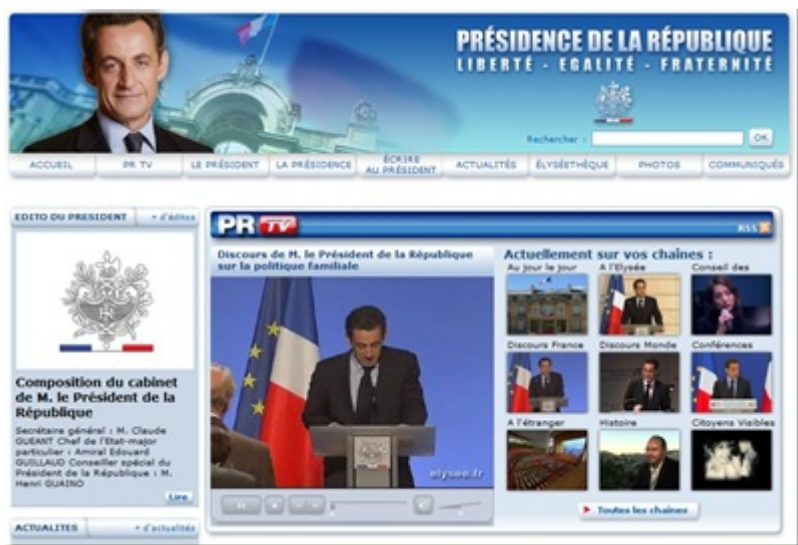 PRÉSIDENCE DE LA RÉPUBLIQUE
LIBERTÉ - EGALITÉ - FRATERNITÉ
Rechercher :
OK
ACCUEIL
PR TV
LE PRÉSIDENT
LA PRÉSIDENCE
ÉCRIRE
AU PRÉSIDENT
ACTUALITÉS
ÉLYSÉETHÈQUE
PHOTOS
COMMUNIQUÉS
EDITO DU PRESIDENT
+ d'éditos
Composition du cabinet
de M. le Président de la
République
Secrétaire général : M. Claude
GUEANT Chef de l'Etat-major
particulier : Amiral Edouard
GUILLAUD Conseiller spécial du
Président de la République : M.
Henri GUAINO
Lire
ACTUALITES
+ d'actualités
PR TV
RSS
Discours de M. le Président de la République
sur la politique familiale
elysee.fr
Actuellement sur vos chaînes :
Au jour le jour
A l'Elysée
Conseil des
Discours France
Discours Monde
Conférences
A l'étranger
Histoire
Citoyens Visibles
Toutes les chaînes